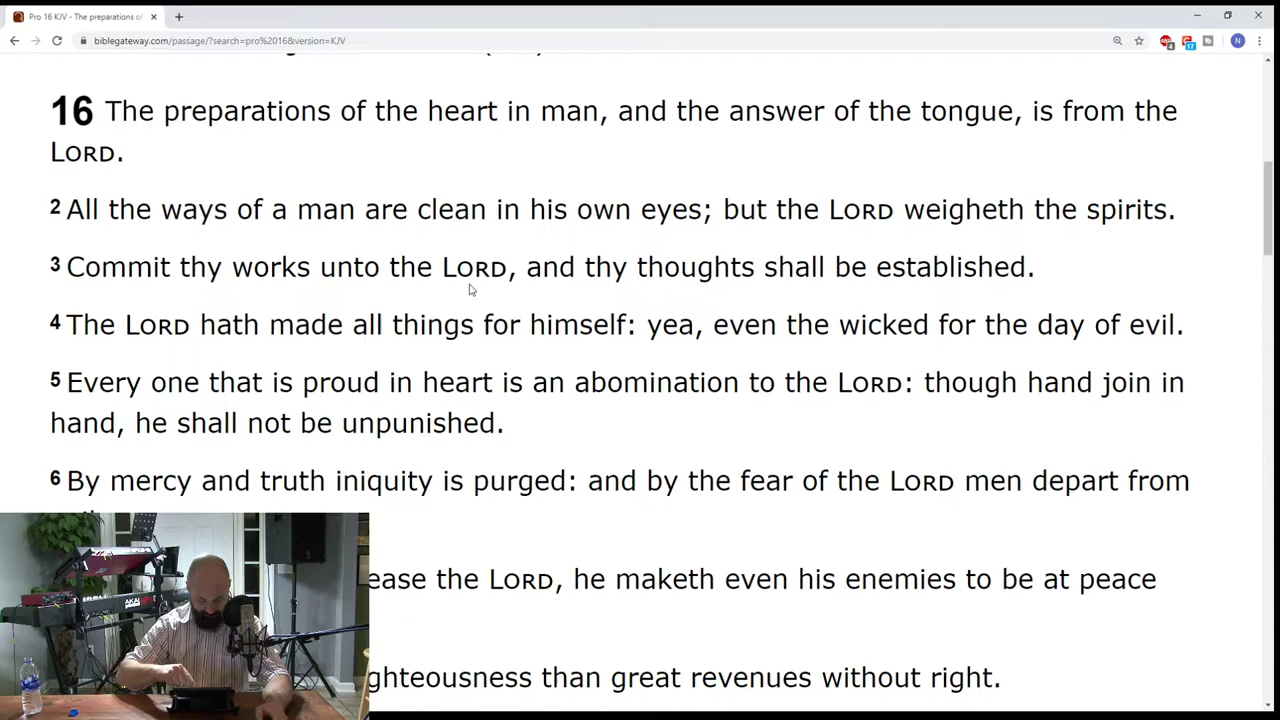 Pro 16 KJV - The preparations of
biblegateway.com/passage/?search=pro%2016&version=KJV
16 The preparations of the heart in man, and the answer of the tongue, is from the
LORD.
2 All the ways of a man are clean in his own eyes; but the LORD weigheth the spirits.
3 Commit thy works unto the LORD, and thy thoughts shall be established.
4 The LORD hath made all things for himself: yea, even the wicked for the day of evil.
5 Every one that is proud in heart is an abomination to the LORD: though hand join in
hand, he shall not be unpunished.
6 By mercy and truth iniquity is purged: and by the fear of the LORD men depart from
ease the LORD, he maketh even his enemies to be at peace
ghteousness than great revenues without right.
AKAI
N
4
17